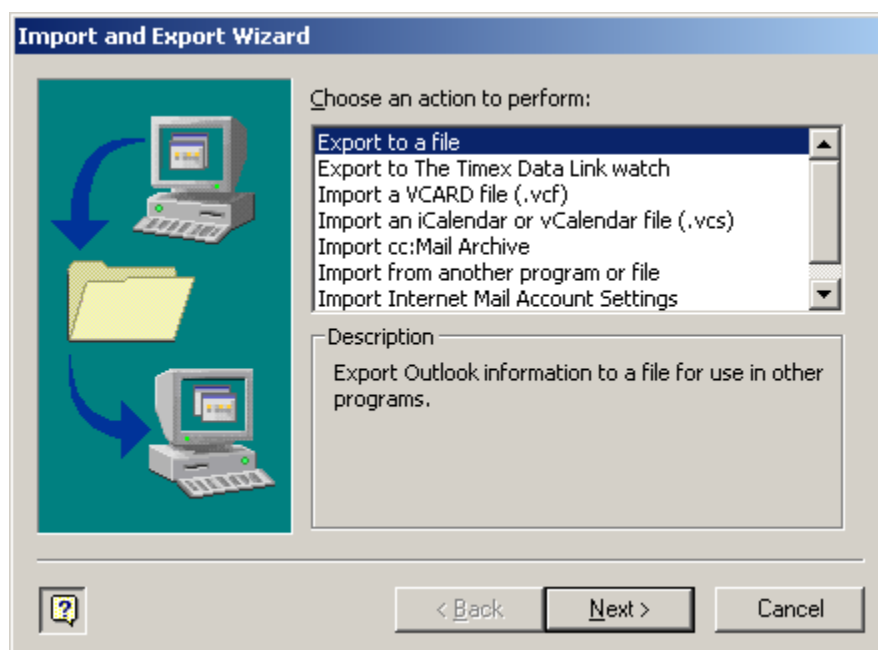 Import and Export Wizard
Choose an action to perform:
Export to a file
Export to The Timex Data Link watch
Import a VCARD file (.vcf)
Import an iCalendar or vCalendar file (.vcs)
Import cc:Mail Archive
Import from another program or file
Import Internet Mail Account Settings
Description
Export Outlook information to a file for use in other
programs.
?
< Back
Next >
Cancel